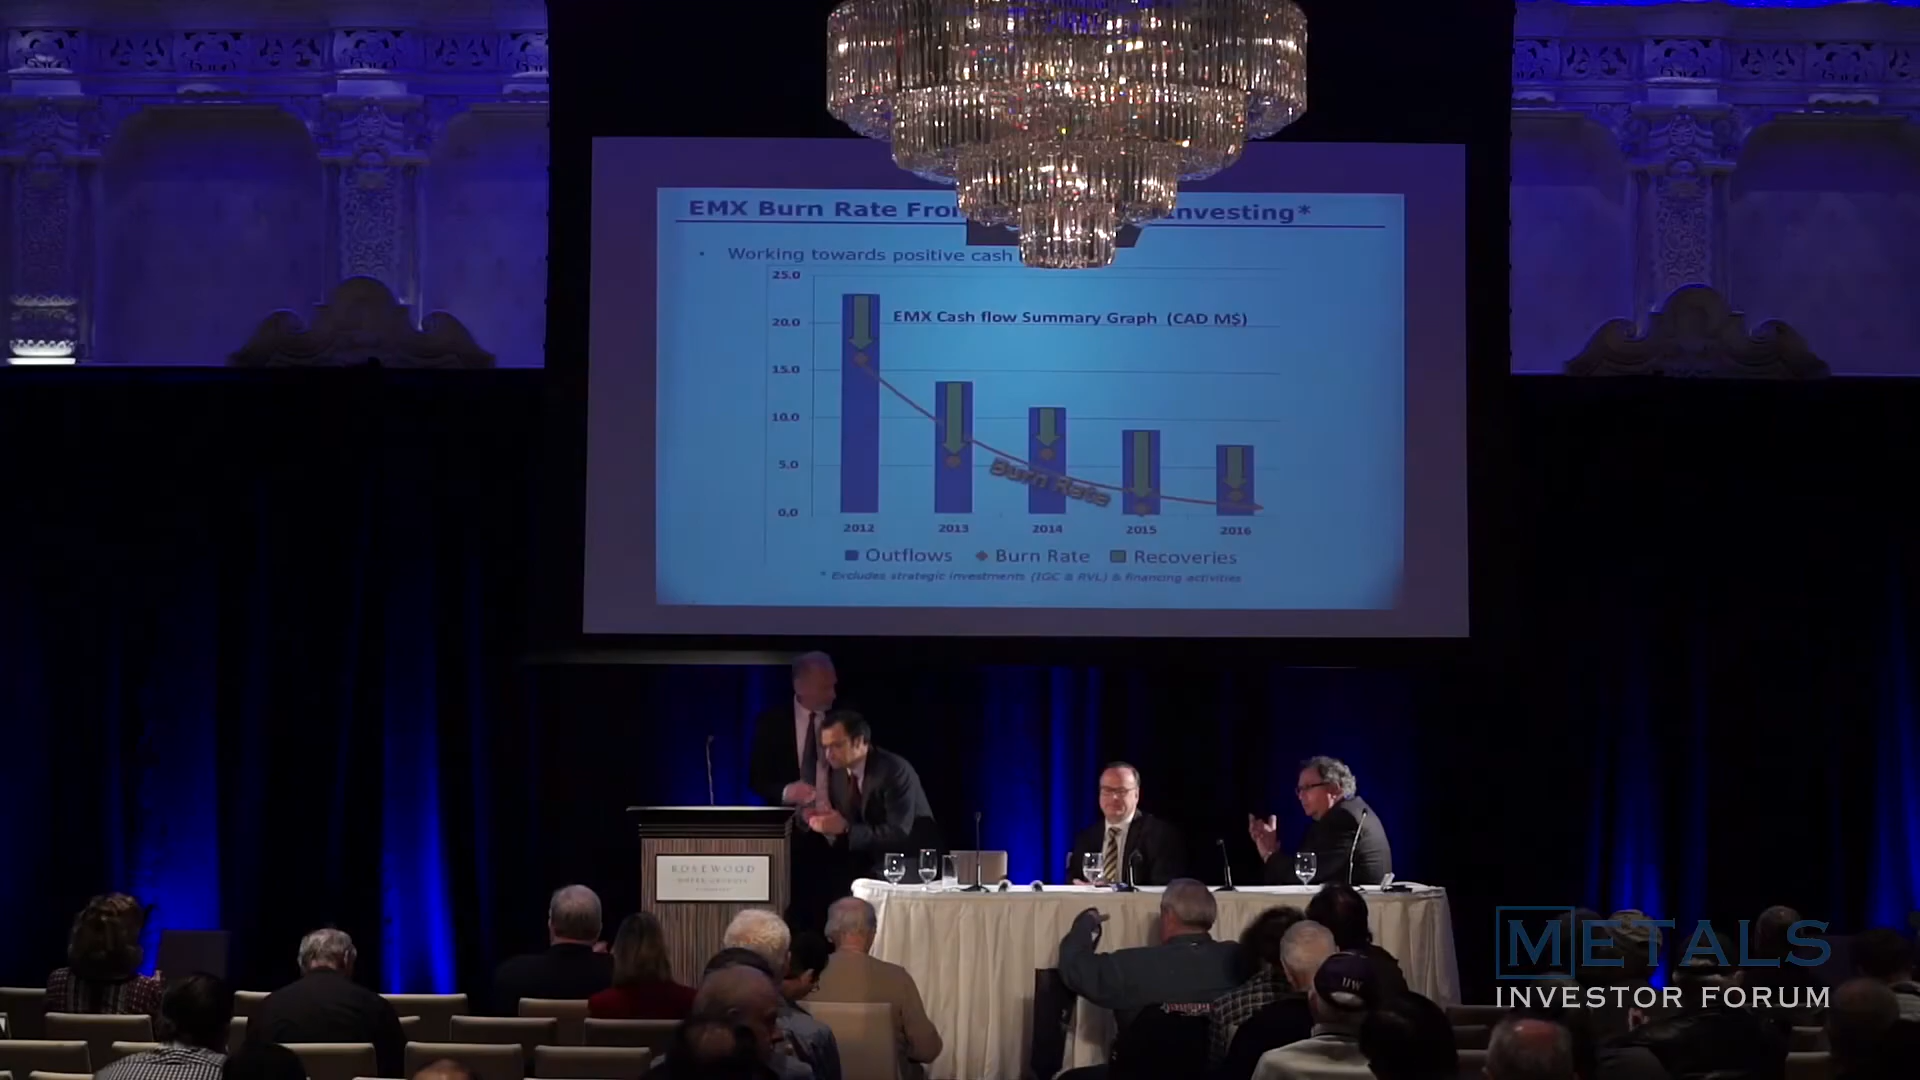 EMX Burn Rate From Investing*
• Working towards positive cash
25.0
20.0
15.0
10.0
5.0
0.0
EMX Cash flow Summary Graph (CAD M$)
Burn Rate
2012 2013 2014 2015 2016
Outflows Burn Rate Recoveries
* Excludes strategic investments (IGC & RVL) & financing activities
ROSEWOOD
METALS
INVESTOR FORUM